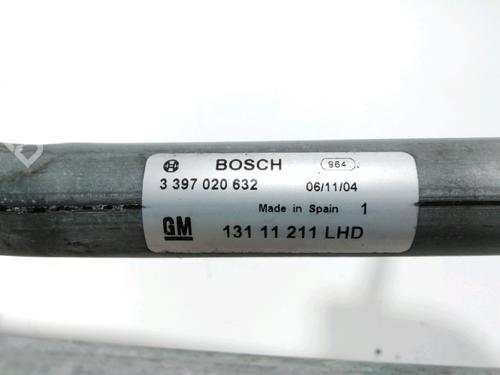 BOSCH 964
3 397 020 632 06/11/04
Made in Spain 1
GM 131 11 211 LHD